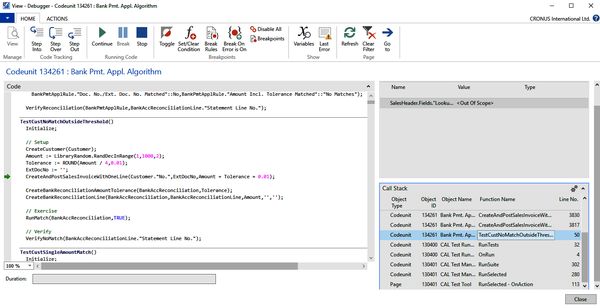 View - Debugger - Codeunit 134261 : Bank Pmt. Appl. Algorithm
CRONUS International Ltd.
HOME ACTIONS
View
Step Into
Step Over
Step Out
Continue
Break
Stop
Toggle
Set/Clear Condition
Break Rules
Break On Error is On
Disable All
Breakpoints
Variables
Last Error
Refresh
Clear Filter
Go to
Manage Code Tracking Running Code Breakpoints Show Page Find
Codeunit 134261 : Bank Pmt. Appl. Algorithm
Code
BankPmtApplRule."Doc. No./Ext. Doc. No. Matched"::No,BankPmtApplRule."Amount Incl. Tolerance Matched"::"No Matches");
VerifyReconciliation(BankPmtApplRule,BankAccReconciliationLine."Statement Line No.");
TestCustNoMatchOutsideThreshold()
Initialize;
// Setup
CreateCustomer(Customer);
Amount := LibraryRandom.RandDecInRange(1,1000,2);
Tolerance := ROUND(Amount / 4,0.01);
ExtDocNo := '';
CreateAndPostSalesInvoiceWithOneLine(Customer."No.",ExtDocNo,Amount + Tolerance + 0.01);
CreateBankReconciliationAmountTolerance(BankAccReconciliation,Tolerance);
CreateBankReconciliationLine(BankAccReconciliation,BankAccReconciliationLine,Amount,'','');
// Exercise
RunMatch(BankAccReconciliation,TRUE);
// Verify
VerifyNoMatch(BankAccReconciliationLine."Statement Line No.");
TestCustSingleAmountMatch()
Initialize;
100 %
Duration:
Name Value Type
SalesHeader.Fields."Looku... <Out Of Scope>
Call Stack
Object Type Object ID Object Name Function Name Line No.
Codeunit 134261 Bank Pmt. Ap... CreateAndPostSalesInvoiceWit... 3830
Codeunit 134261 Bank Pmt. Ap... CreateAndPostSalesInvoiceWit... 3817
Codeunit 134261 Bank Pmt. Ap... TestCustNoMatchOutsideThres... 50
Codeunit 130400 CAL Test Run... RunTests 32
Codeunit 130400 CAL Test Run... OnRun 4
Codeunit 130401 CAL Test Man... RunSuite 302
Codeunit 130401 CAL Test Man... RunSelected 280
Page 130401 CAL Test Tool RunSelected - OnAction 113
Close